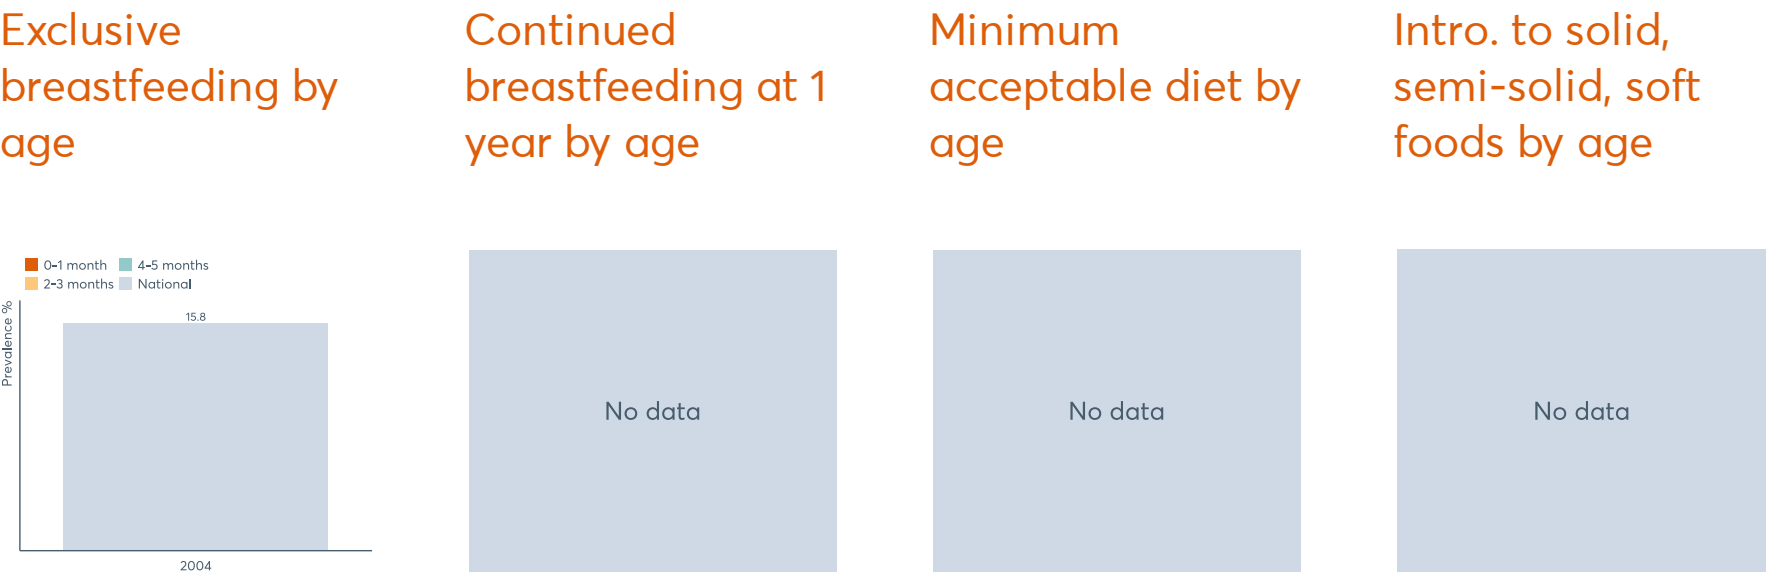 Exclusive
breastfeeding by
age
Continued
breastfeeding at 1
year by age
Minimum
acceptable diet by
age
Intro. to solid,
semi-solid, soft
foods by age
0-1 month
4-5 months
2-3 months
National
Prevalence %
15.8
2004
No data
No data
No data